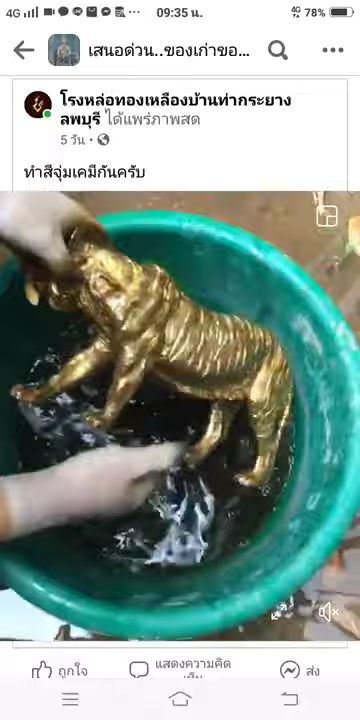 4G 09:35 น. 4G 78%
เสนอด่วน..ของเก่าขอ...
โรงหล่อทองเหลืองบ้านท่ากระยาง
ลพบุรี ได้แพร่ภาพสด
5 วัน
ทำสีจุ่มเคมีกันครับ
ถูกใจ
แสดงความคิด
ส่ง